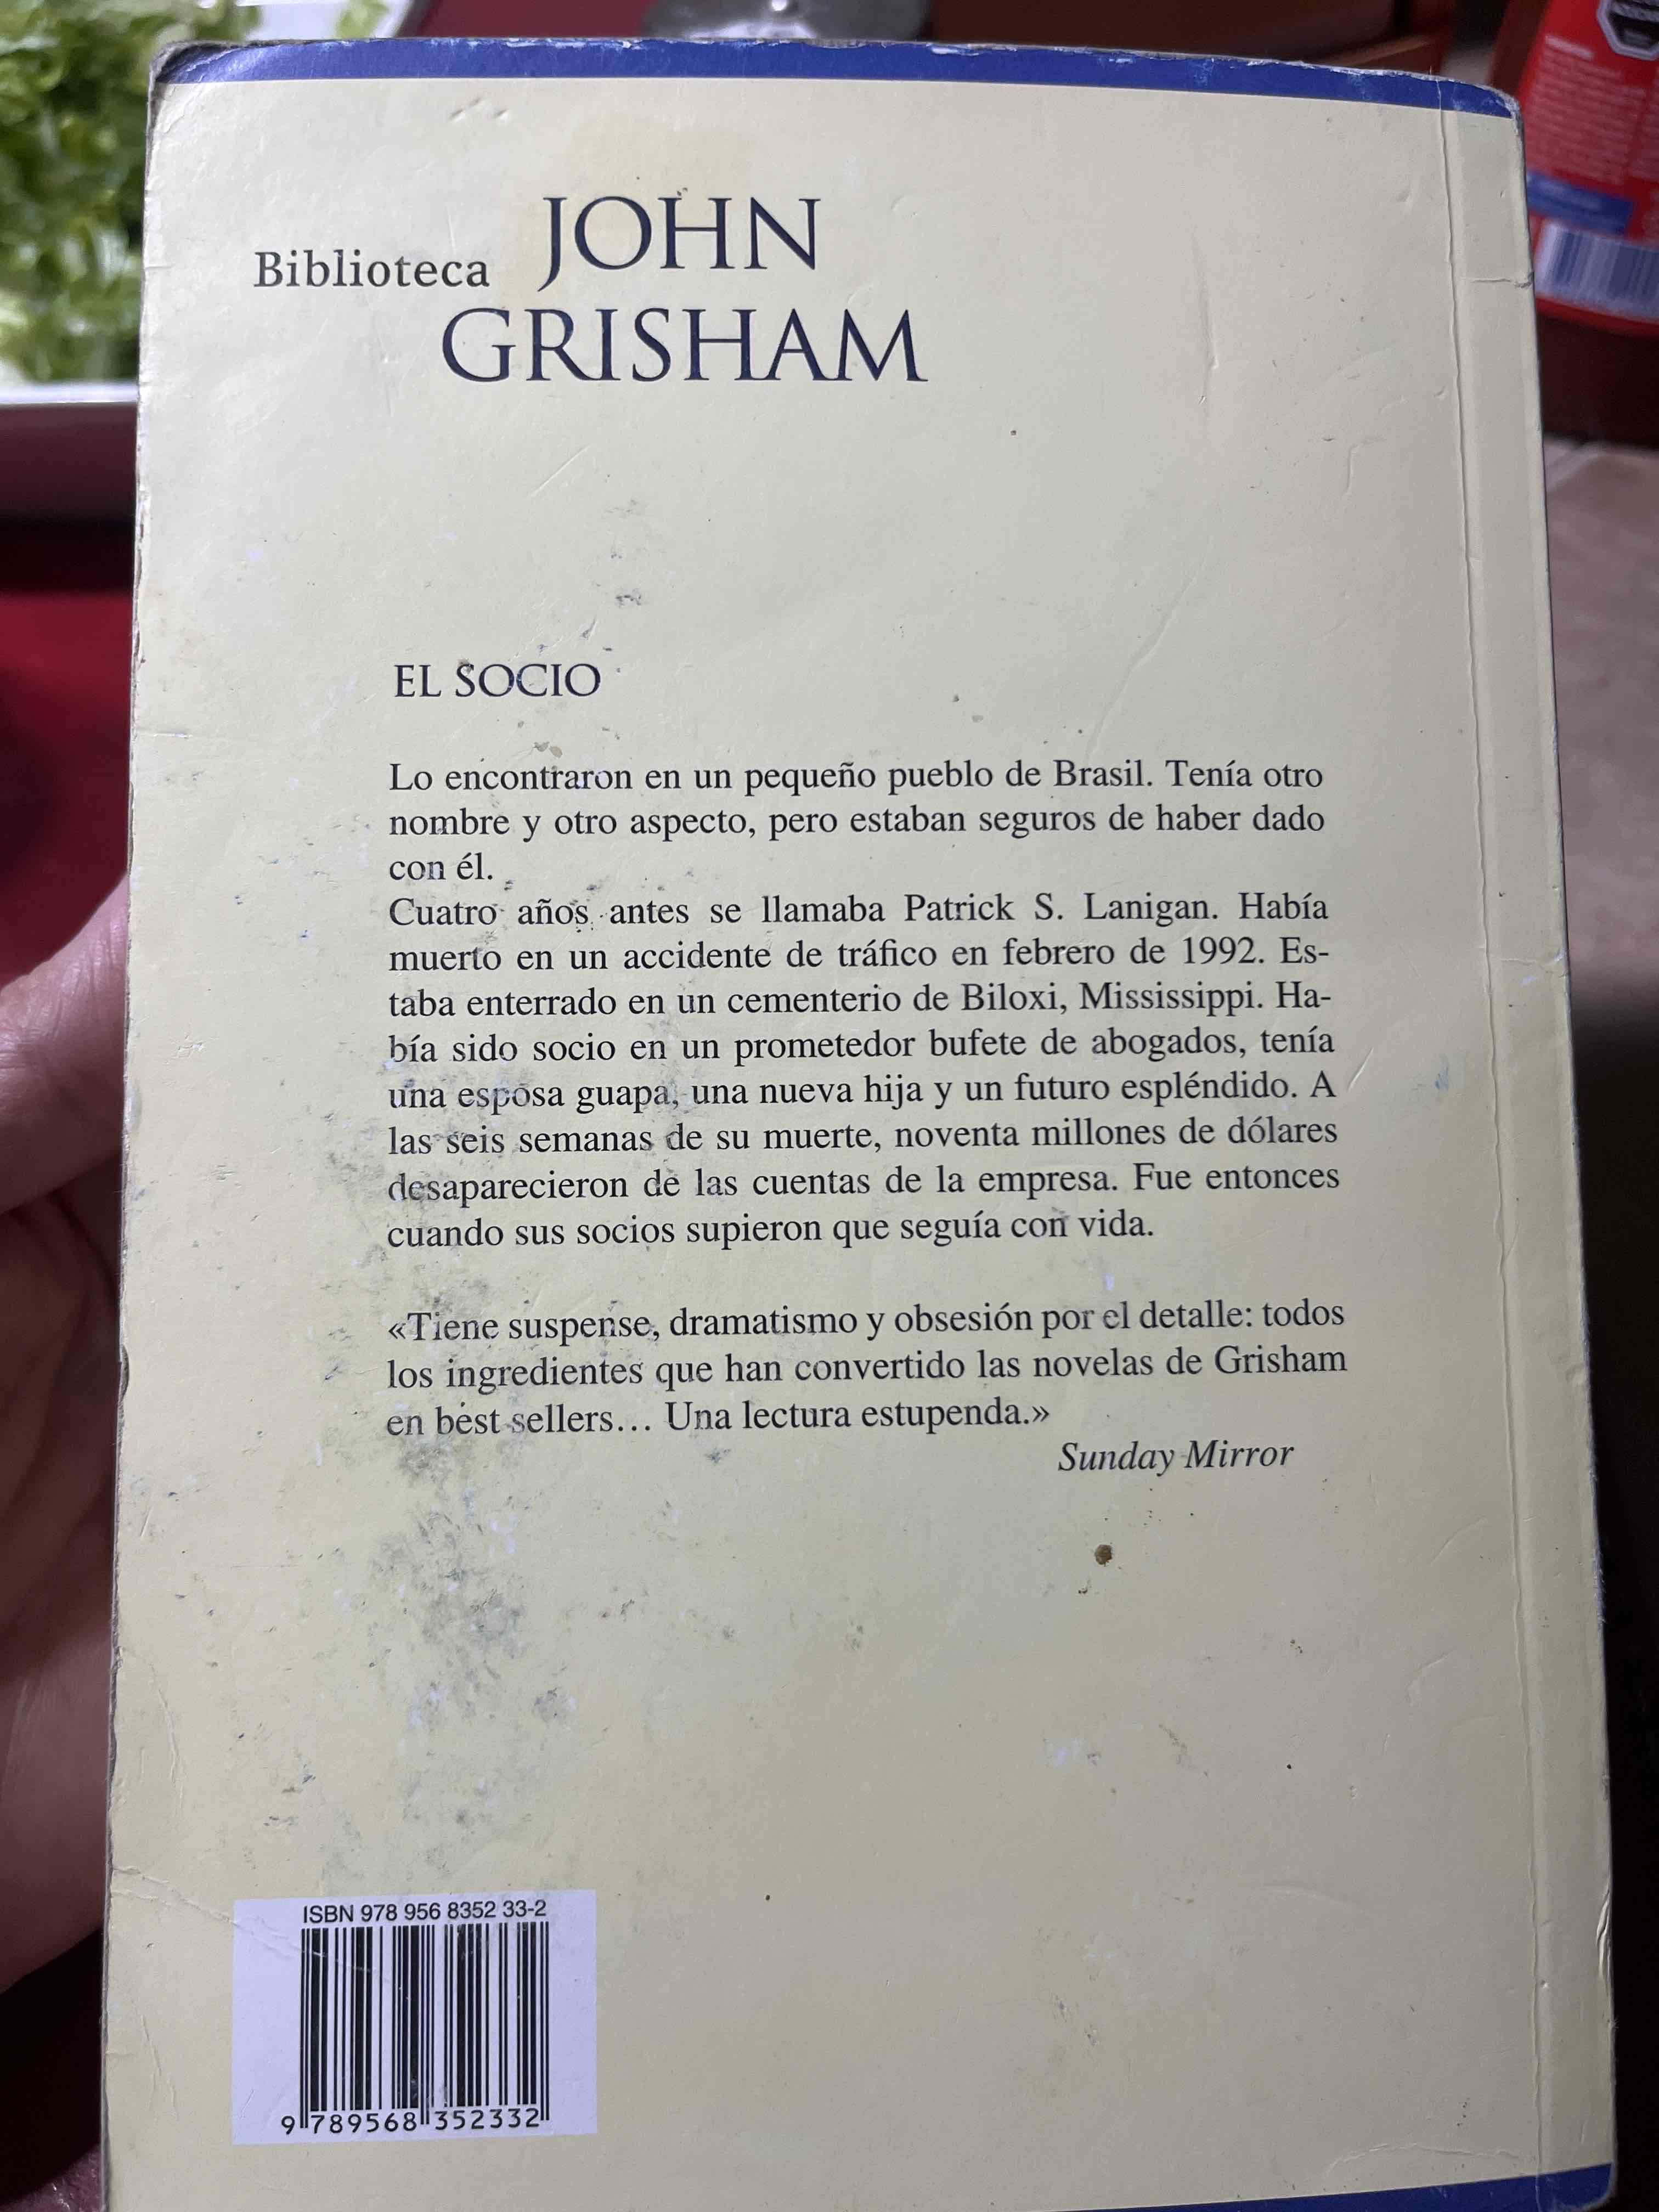 Biblioteca JOHN
GRISHAM
EL SOCIO
Lo encontraron en un pequeño pueblo de Brasil. Tenía otro
nombre y otro aspecto, pero estaban seguros de haber dado
con él.
Cuatro años antes se llamaba Patrick S. Lanigan. Había
muerto en un accidente de tráfico en febrero de 1992. Es-
taba enterrado en un cementerio de Biloxi, Mississippi. Ha-
bía sido socio en un prometedor bufete de abogados, tenía
una esposa guapa, una nueva hija y un futuro espléndido. A
las seis semanas de su muerte, noventa millones de dólares
desaparecieron de las cuentas de la empresa. Fue entonces
cuando sus socios supieron que seguía con vida.
«Tiene suspense, dramatismo y obsesión por el detalle: todos
los ingredientes que han convertido las novelas de Grisham
en best sellers… Una lectura estupenda.»
Sunday Mirror
ISBN 978 956 8352 33-2
9 789568 352332